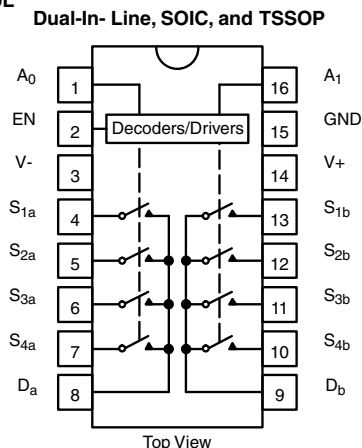 Dual-In- Line, SOIC, and TSSOP
A0 1 16 A1
EN 2 Decoders/Drivers 15 GND
V- 3 14 V+
S1a 4 13 S1b
S2a 5 12 S2b
S3a 6 11 S3b
S4a 7 10 S4b
Da 8 9 Db
Top View